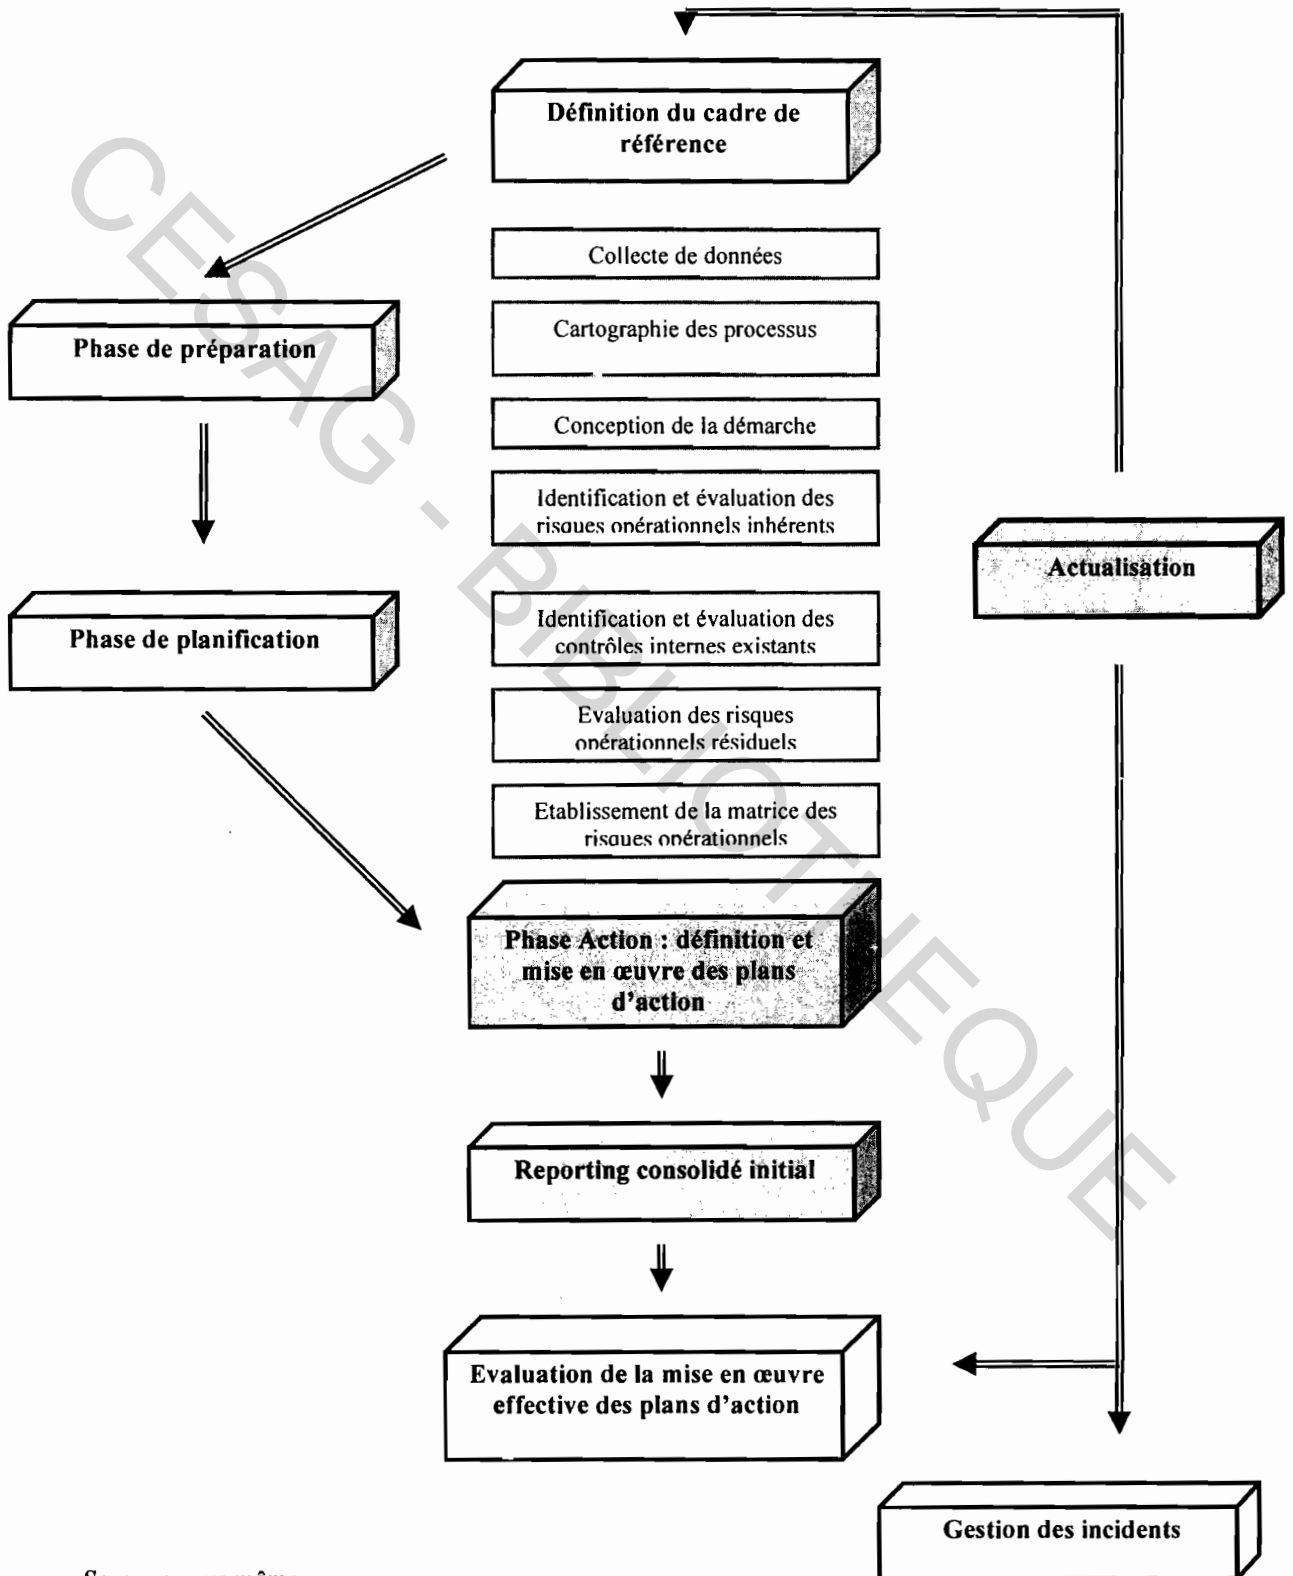 Définition du cadre de
référence
Collecte de données
Cartographie des processus
Phase de préparation
Conception de la démarche
Identification et évaluation des
risques opérationnels inhérents
Actualisation
Phase de planification
Identification et évaluation des
contrôles internes existants
Evaluation des risques
opérationnels résiduels
Etablissement de la matrice des
risques opérationnels
Phase Action : définition et
mise en œuvre des plans
d'action
Reporting consolidé initial
Evaluation de la mise en œuvre
effective des plans d'action
Gestion des incidents
CESAG - BIBLIOTHEQUE